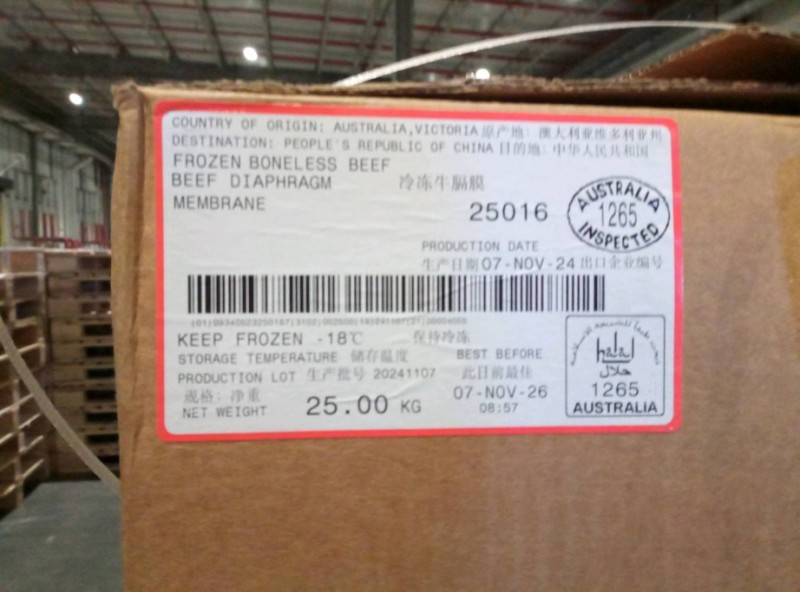 COUNTRY OF ORIGIN: AUSTRALIA,VICTORIA 原产地: 澳大利亚维多利亚州
DESTINATION: PEOPLE'S REPUBLIC OF CHINA 目的地: 中华人民共和国
FROZEN BONELESS BEEF
BEEF DIAPHRAGM 冷冻牛膈膜
MEMBRANE
25016
AUSTRALIA
1265
INSPECTED
PRODUCTION DATE
生产日期 07-NOV-24 出口企业编号
KEEP FROZEN -18℃ 保持冷冻
STORAGE TEMPERATURE 储存温度 BEST BEFORE
PRODUCTION LOT 生产批号 20241107 此日前最佳
规格: 净重 07-NOV-26
NET WEIGHT 25.00 KG 08:57
halal
حلال
1265
AUSTRALIA